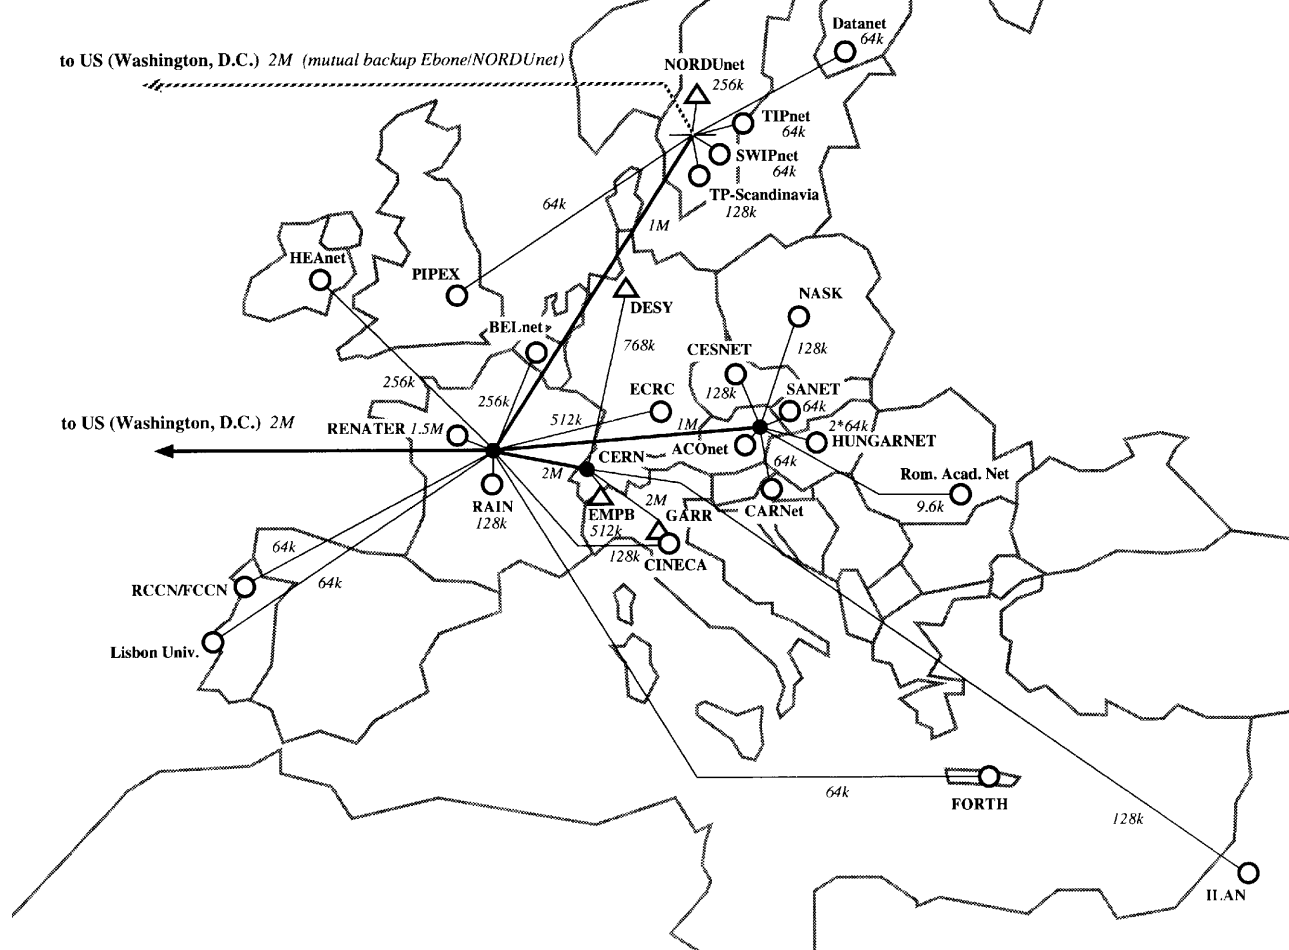 Datanet
64k
to US (Washington, D.C.) 2M (mutual backup Ebone/NORDUnet)
NORDUnet
256k
TIPnet
64k
SWIPnet
64k
TP-Scandinavia
128k
64k
1M
HEAnet
PIPEX
DESY
NASK
BELnet
768k
CESNET
128k
256k
ECRC
128k
SANET
64k
256k
512k
to US (Washington, D.C.) 2M
RENATER 1.5M
1M
2*64k
ACOnet
HUNGARNET
CERN
64k
2M
Rom. Acad. Net
9.6k
RAIN
128k
EMPB
512k
2M
GARR
CARNet
64k
128k
CINECA
RCCN/FCCN
64k
Lisbon Univ.
64k
FORTH
128k
ILAN